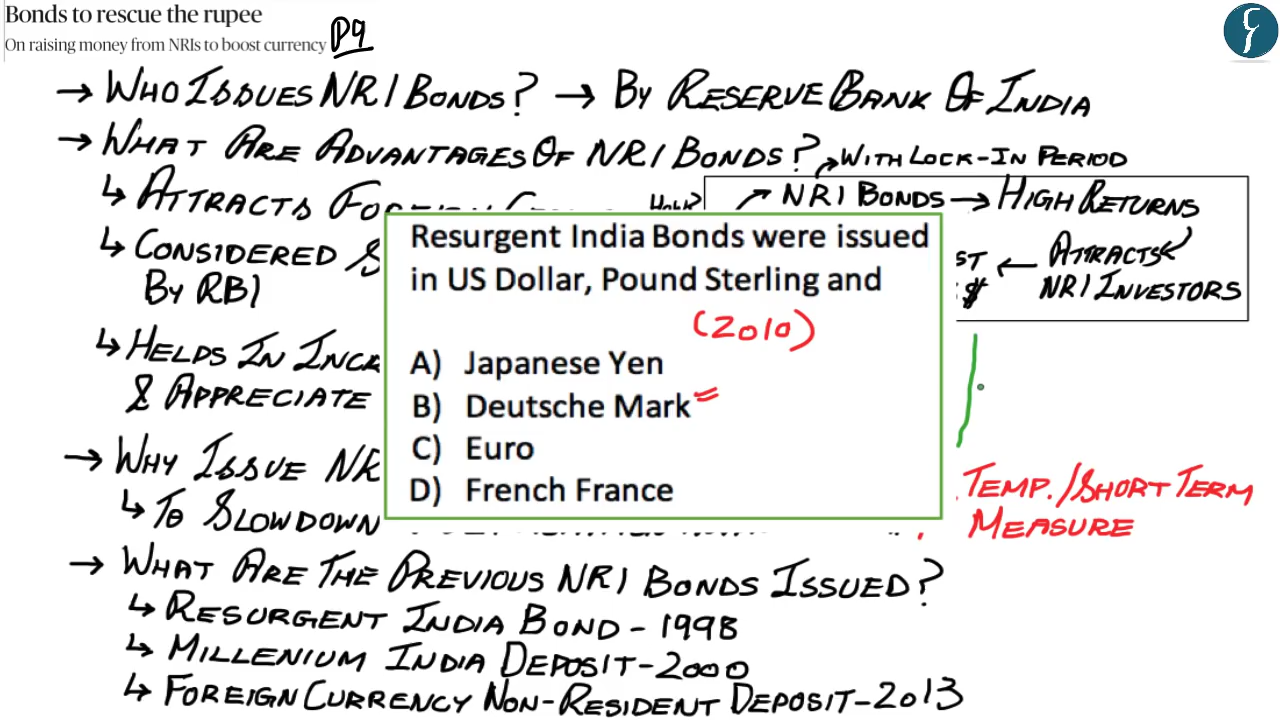 Bonds to rescue the rupee
On raising money from NRIs to boost currency P9
→ WHO ISSUES NRI BONDS? → BY RESERVE BANK OF INDIA
→ WHAT ARE ADVANTAGES OF NRI BONDS? WITH LOCK-IN PERIOD
↳ ATTRACTS
NRI BONDS → HIGH RETURNS
↳ CONSIDERED
BY RBI
ATTRACTS
NRI INVESTORS
$
↳ HELPS IN
& APPRECIATE
Resurgent India Bonds were issued
in US Dollar, Pound Sterling and
(2010)
A) Japanese Yen
B) Deutsche Mark
C) Euro
D) French France
→ WHY ISSUE
↳ TO SLOWDOWN
TEMP./SHORT TERM
MEASURE
→ WHAT ARE THE PREVIOUS NRI BONDS ISSUED?
↳ RESURGENT INDIA BOND - 1998
↳ MILLENIUM INDIA DEPOSIT - 2000
↳ FOREIGN CURRENCY NON-RESIDENT DEPOSIT - 2013